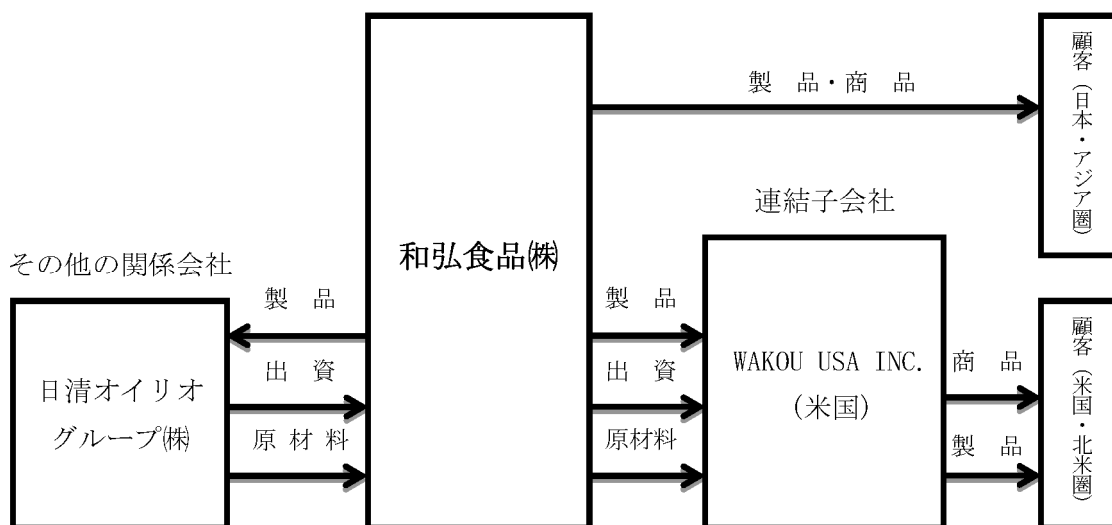 製 品・商 品
顧客（日本・アジア圏）
連結子会社
和弘食品㈱
その他の関係会社
製 品
出 資
原 材 料
日清オイリオ
グループ㈱
製 品
出 資
原材料
WAKOU USA INC.
（米国）
商 品
製 品
顧客（米国・北米圏）